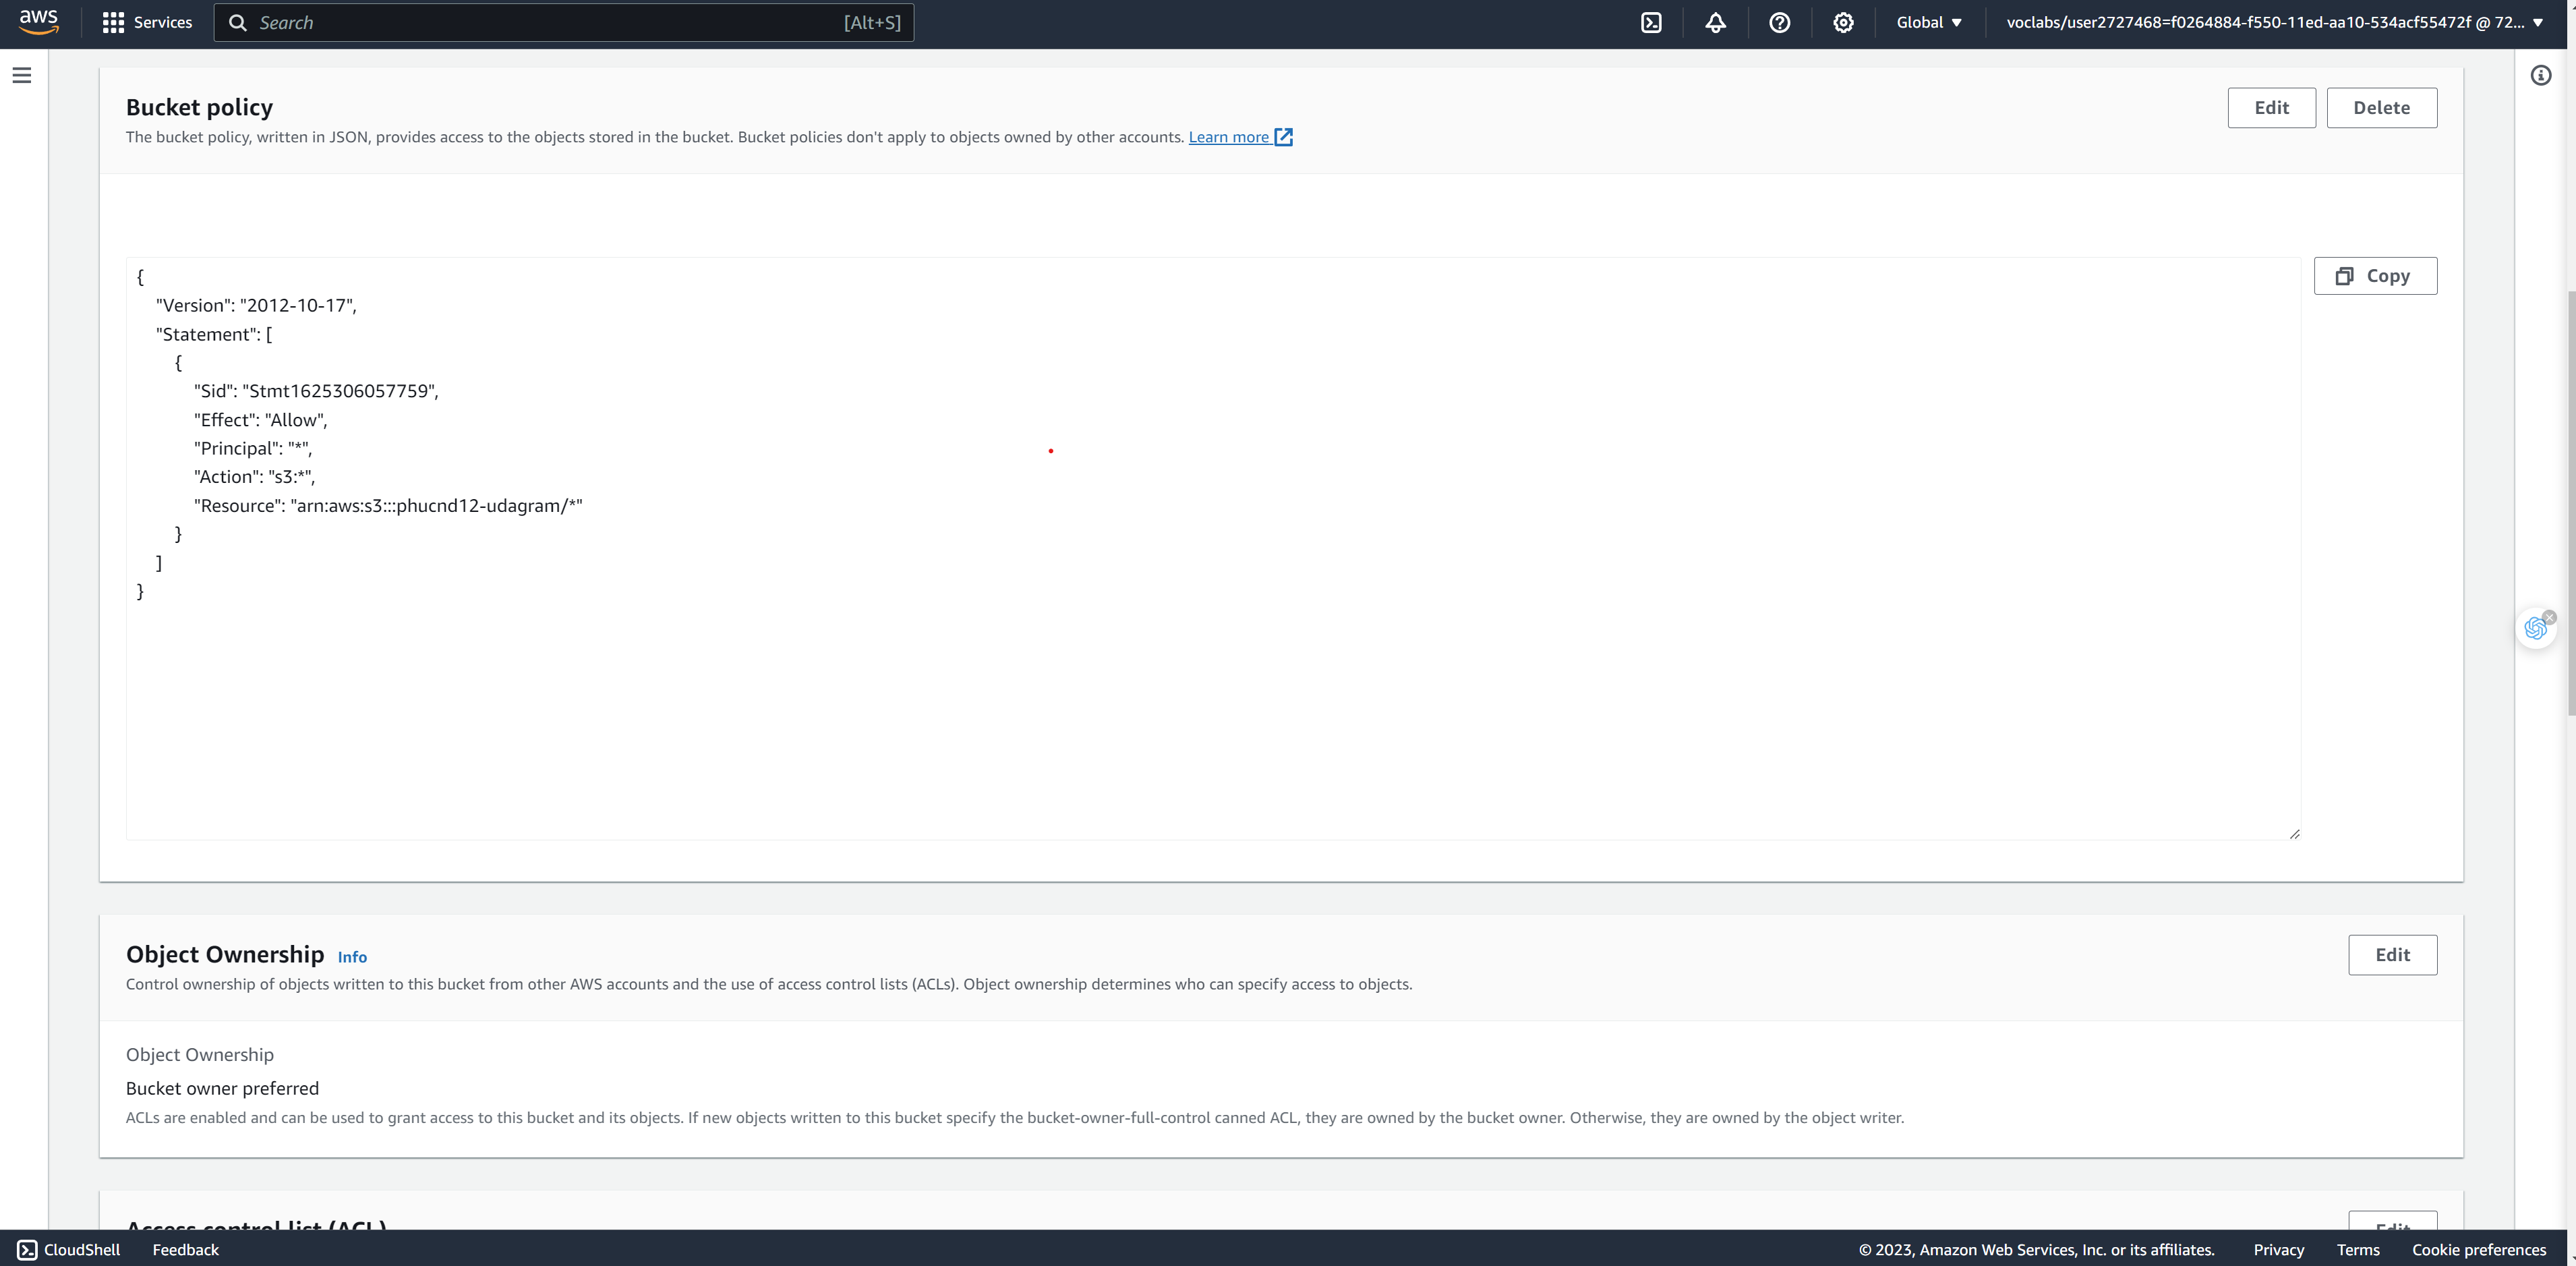 aws
Services
Search
[Alt+S]
Global
voclabs/user2727468=f0264884-f550-11ed-aa10-534acf55472f @ 72...
Bucket policy
Edit
Delete
The bucket policy, written in JSON, provides access to the objects stored in the bucket. Bucket policies don't apply to objects owned by other accounts. Learn more
Copy
{
"Version": "2012-10-17",
"Statement": [
{
"Sid": "Stmt1625306057759",
"Effect": "Allow",
"Principal": "*",
"Action": "s3:*",
"Resource": "arn:aws:s3:::phucnd12-udagram/*"
}
]
}
Object Ownership Info
Edit
Control ownership of objects written to this bucket from other AWS accounts and the use of access control lists (ACLs). Object ownership determines who can specify access to objects.
Object Ownership
Bucket owner preferred
ACLs are enabled and can be used to grant access to this bucket and its objects. If new objects written to this bucket specify the bucket-owner-full-control canned ACL, they are owned by the bucket owner. Otherwise, they are owned by the object writer.
Access control list (ACL)
Edit
CloudShell
Feedback
© 2023, Amazon Web Services, Inc. or its affiliates.
Privacy
Terms
Cookie preferences